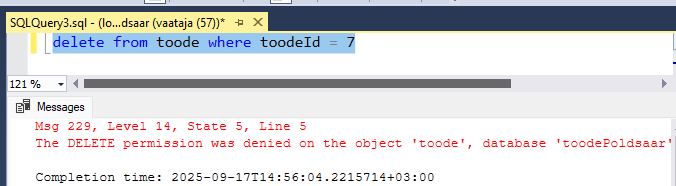 SQLQuery3.sql - (lo...dsaar (vaataja (57))*
delete from toode where toodeId = 7
121 %
Messages
Msg 229, Level 14, State 5, Line 5
The DELETE permission was denied on the object 'toode', database 'toodePoldsaar'
Completion time: 2025-09-17T14:56:04.2215714+03:00